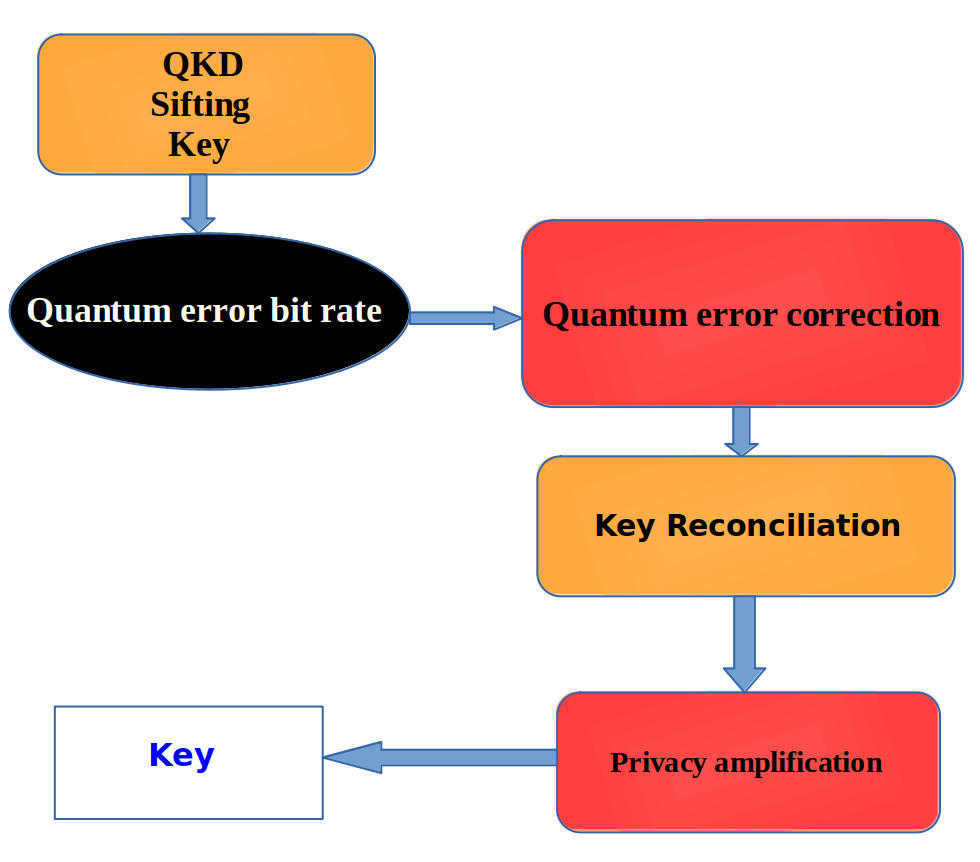 QKD
Sifting
Key
Quantum error bit rate
Quantum error correction
Key Reconciliation
Privacy amplification
Key